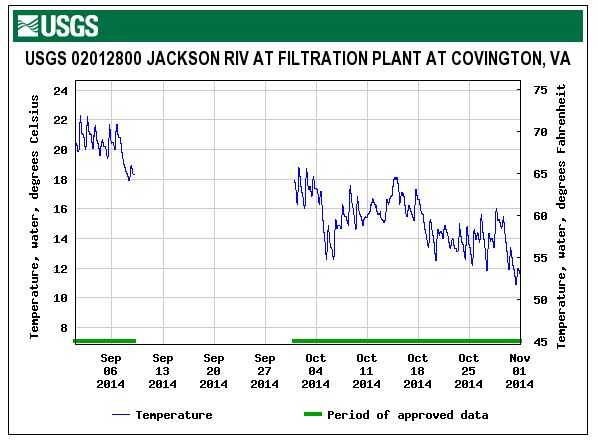 USGS
USGS 02012800 JACKSON RIV AT FILTRATION PLANT AT COVINGTON, VA
Temperature, water, degrees Celsius
24
22
20
18
16
14
12
10
8
75
70
65
60
55
50
45
Temperature, water, degrees Fahrenheit
Sep Sep Sep Sep Oct Oct Oct Oct Nov
06 13 20 27 04 11 18 25 01
2014 2014 2014 2014 2014 2014 2014 2014 2014
Temperature Period of approved data